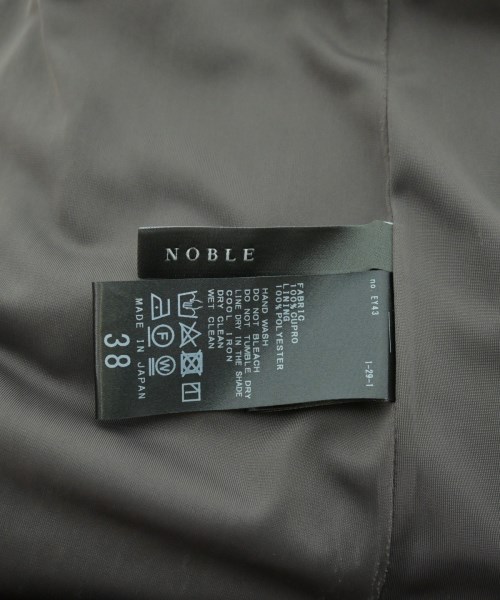 NOBLE
no. EY43
1-29-1
FABRIC
100%CUPRO
LINING
100%POLYESTER
HAND WASH
DO NOT BLEACH
DO NOT TUMBLE DRY
LINE DRY IN THE SHADE
COOL IRON
DRY CLEAN
WET CLEAN
F
W
MADE IN JAPAN
38